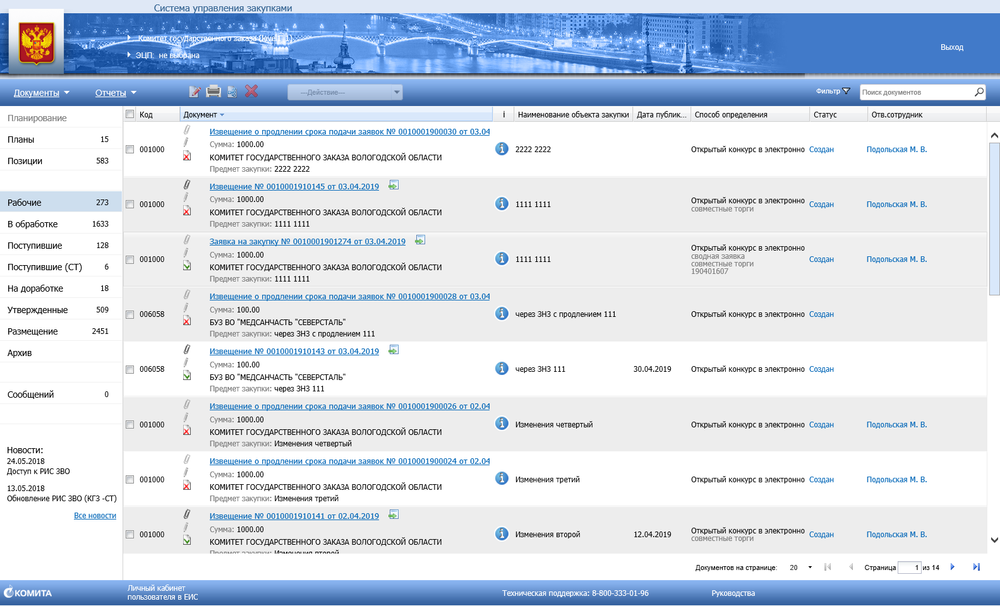 Система управления закупками
Комитет государственного заказа (level1_1)
ЭЦП: не выбрана
Выход
Документы
Отчеты
---Действие---
Фильтр
Поиск документов
Планирование
Планы 15
Позиции 583
Рабочие 273
В обработке 1633
Поступившие 128
Поступившие (СТ) 6
На доработке 18
Утвержденные 509
Размещение 2451
Архив
Сообщений 0
Новости:
24.05.2018
Доступ к РИС ЗВО
13.05.2018
Обновление РИС ЗВО (КГЗ -СТ)
Все новости
Код Документ i Наименование объекта закупки Дата публик... Способ определения Статус Отв.сотрудник
Извещение о продлении срока подачи заявок № 0010001900030 от 03.04
Сумма: 1000.00
001000 КОМИТЕТ ГОСУДАРСТВЕННОГО ЗАКАЗА ВОЛОГОДСКОЙ ОБЛАСТИ 2222 2222 Открытый конкурс в электронно Создан Подольская М. В.
Предмет закупки: 2222 2222
Извещение № 0010001910145 от 03.04.2019
Сумма: 1000.00
001000 КОМИТЕТ ГОСУДАРСТВЕННОГО ЗАКАЗА ВОЛОГОДСКОЙ ОБЛАСТИ 1111 1111 Открытый конкурс в электронно Создан Подольская М. В.
совместные торги
Предмет закупки: 1111 1111
Заявка на закупку № 0010001901274 от 03.04.2019
Сумма: 1000.00
001000 КОМИТЕТ ГОСУДАРСТВЕННОГО ЗАКАЗА ВОЛОГОДСКОЙ ОБЛАСТИ 1111 1111 Открытый конкурс в электронно Создан Подольская М. В.
сводная заявка
совместные торги
190401607
Предмет закупки: 1111 1111
Извещение о продлении срока подачи заявок № 0010001900028 от 03.04
Сумма: 100.00
006058 БУЗ ВО "МЕДСАНЧАСТЬ "СЕВЕРСТАЛЬ" через ЗНЗ с продлением 111 Открытый конкурс в электронно Создан
Предмет закупки: через ЗНЗ с продлением 111
Извещение № 0010001910143 от 03.04.2019
Сумма: 100.00
006058 БУЗ ВО "МЕДСАНЧАСТЬ "СЕВЕРСТАЛЬ" через ЗНЗ 111 30.04.2019 Открытый конкурс в электронно Создан
Предмет закупки: через ЗНЗ 111
Извещение о продлении срока подачи заявок № 0010001900026 от 02.04
Сумма: 1000.00
001000 КОМИТЕТ ГОСУДАРСТВЕННОГО ЗАКАЗА ВОЛОГОДСКОЙ ОБЛАСТИ Изменения четвертый Открытый конкурс в электронно Создан Подольская М. В.
Предмет закупки: Изменения четвертый
Извещение о продлении срока подачи заявок № 0010001900024 от 02.04
Сумма: 1000.00
001000 КОМИТЕТ ГОСУДАРСТВЕННОГО ЗАКАЗА ВОЛОГОДСКОЙ ОБЛАСТИ Изменения третий Открытый конкурс в электронно Создан Подольская М. В.
Предмет закупки: Изменения третий
Извещение № 0010001910141 от 02.04.2019
Сумма: 1000.00
001000 КОМИТЕТ ГОСУДАРСТВЕННОГО ЗАКАЗА ВОЛОГОДСКОЙ ОБЛАСТИ Изменения второй 12.04.2019 Открытый конкурс в электронно Создан Подольская М. В.
совместные торги
Предмет закупки: Изменения второй
Документов на странице: 20 Страница 1 из 14
КОМИТА
Личный кабинет
пользователя в ЕИС
Техническая поддержка: 8-800-333-01-96
Руководства